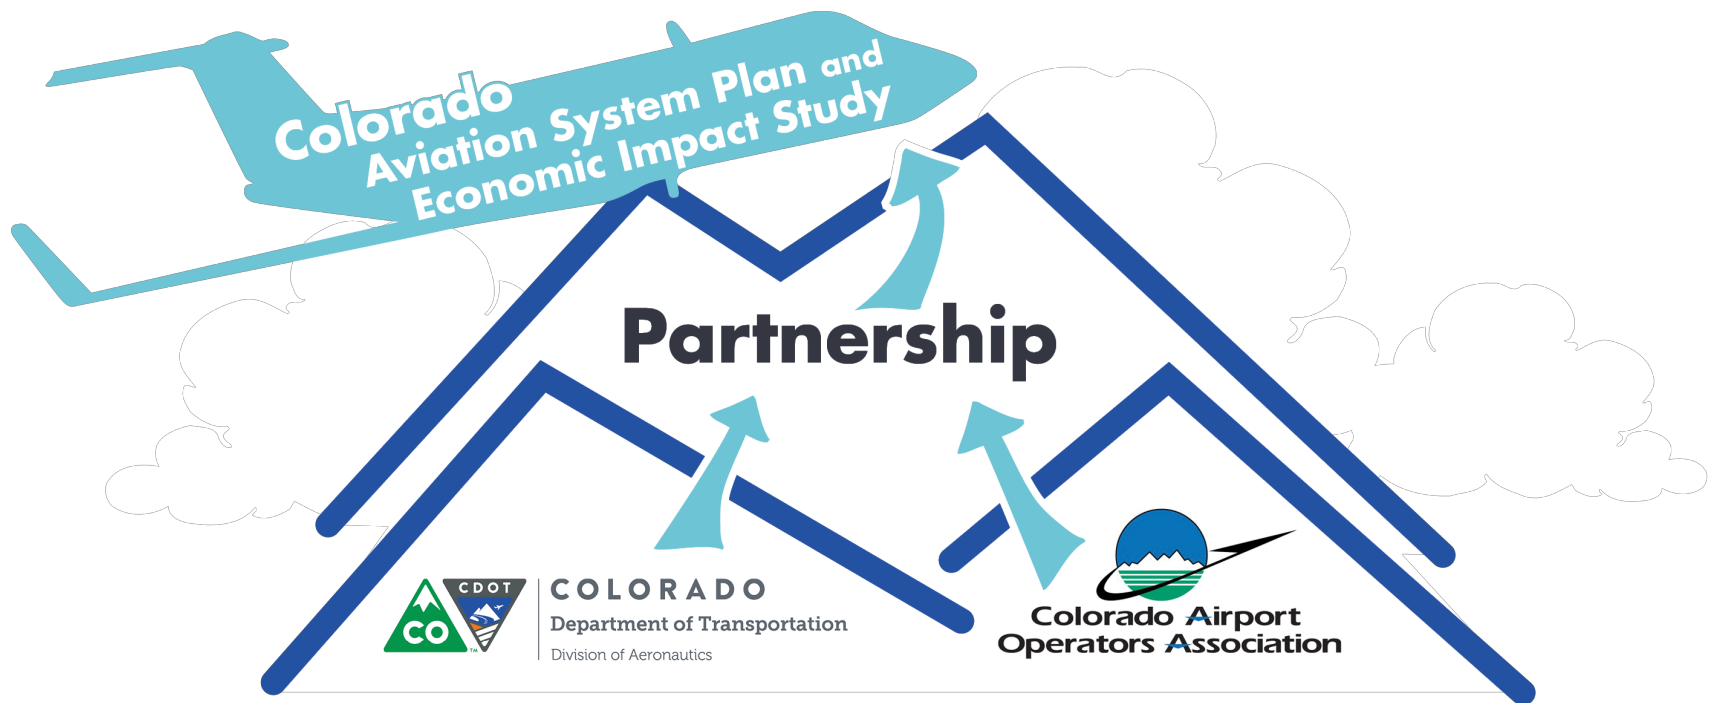 Colorado
Aviation System Plan and
Economic Impact Study
Partnership
CDOT
CO
TM
COLORADO
Department of Transportation
Division of Aeronautics
Colorado Airport
Operators Association